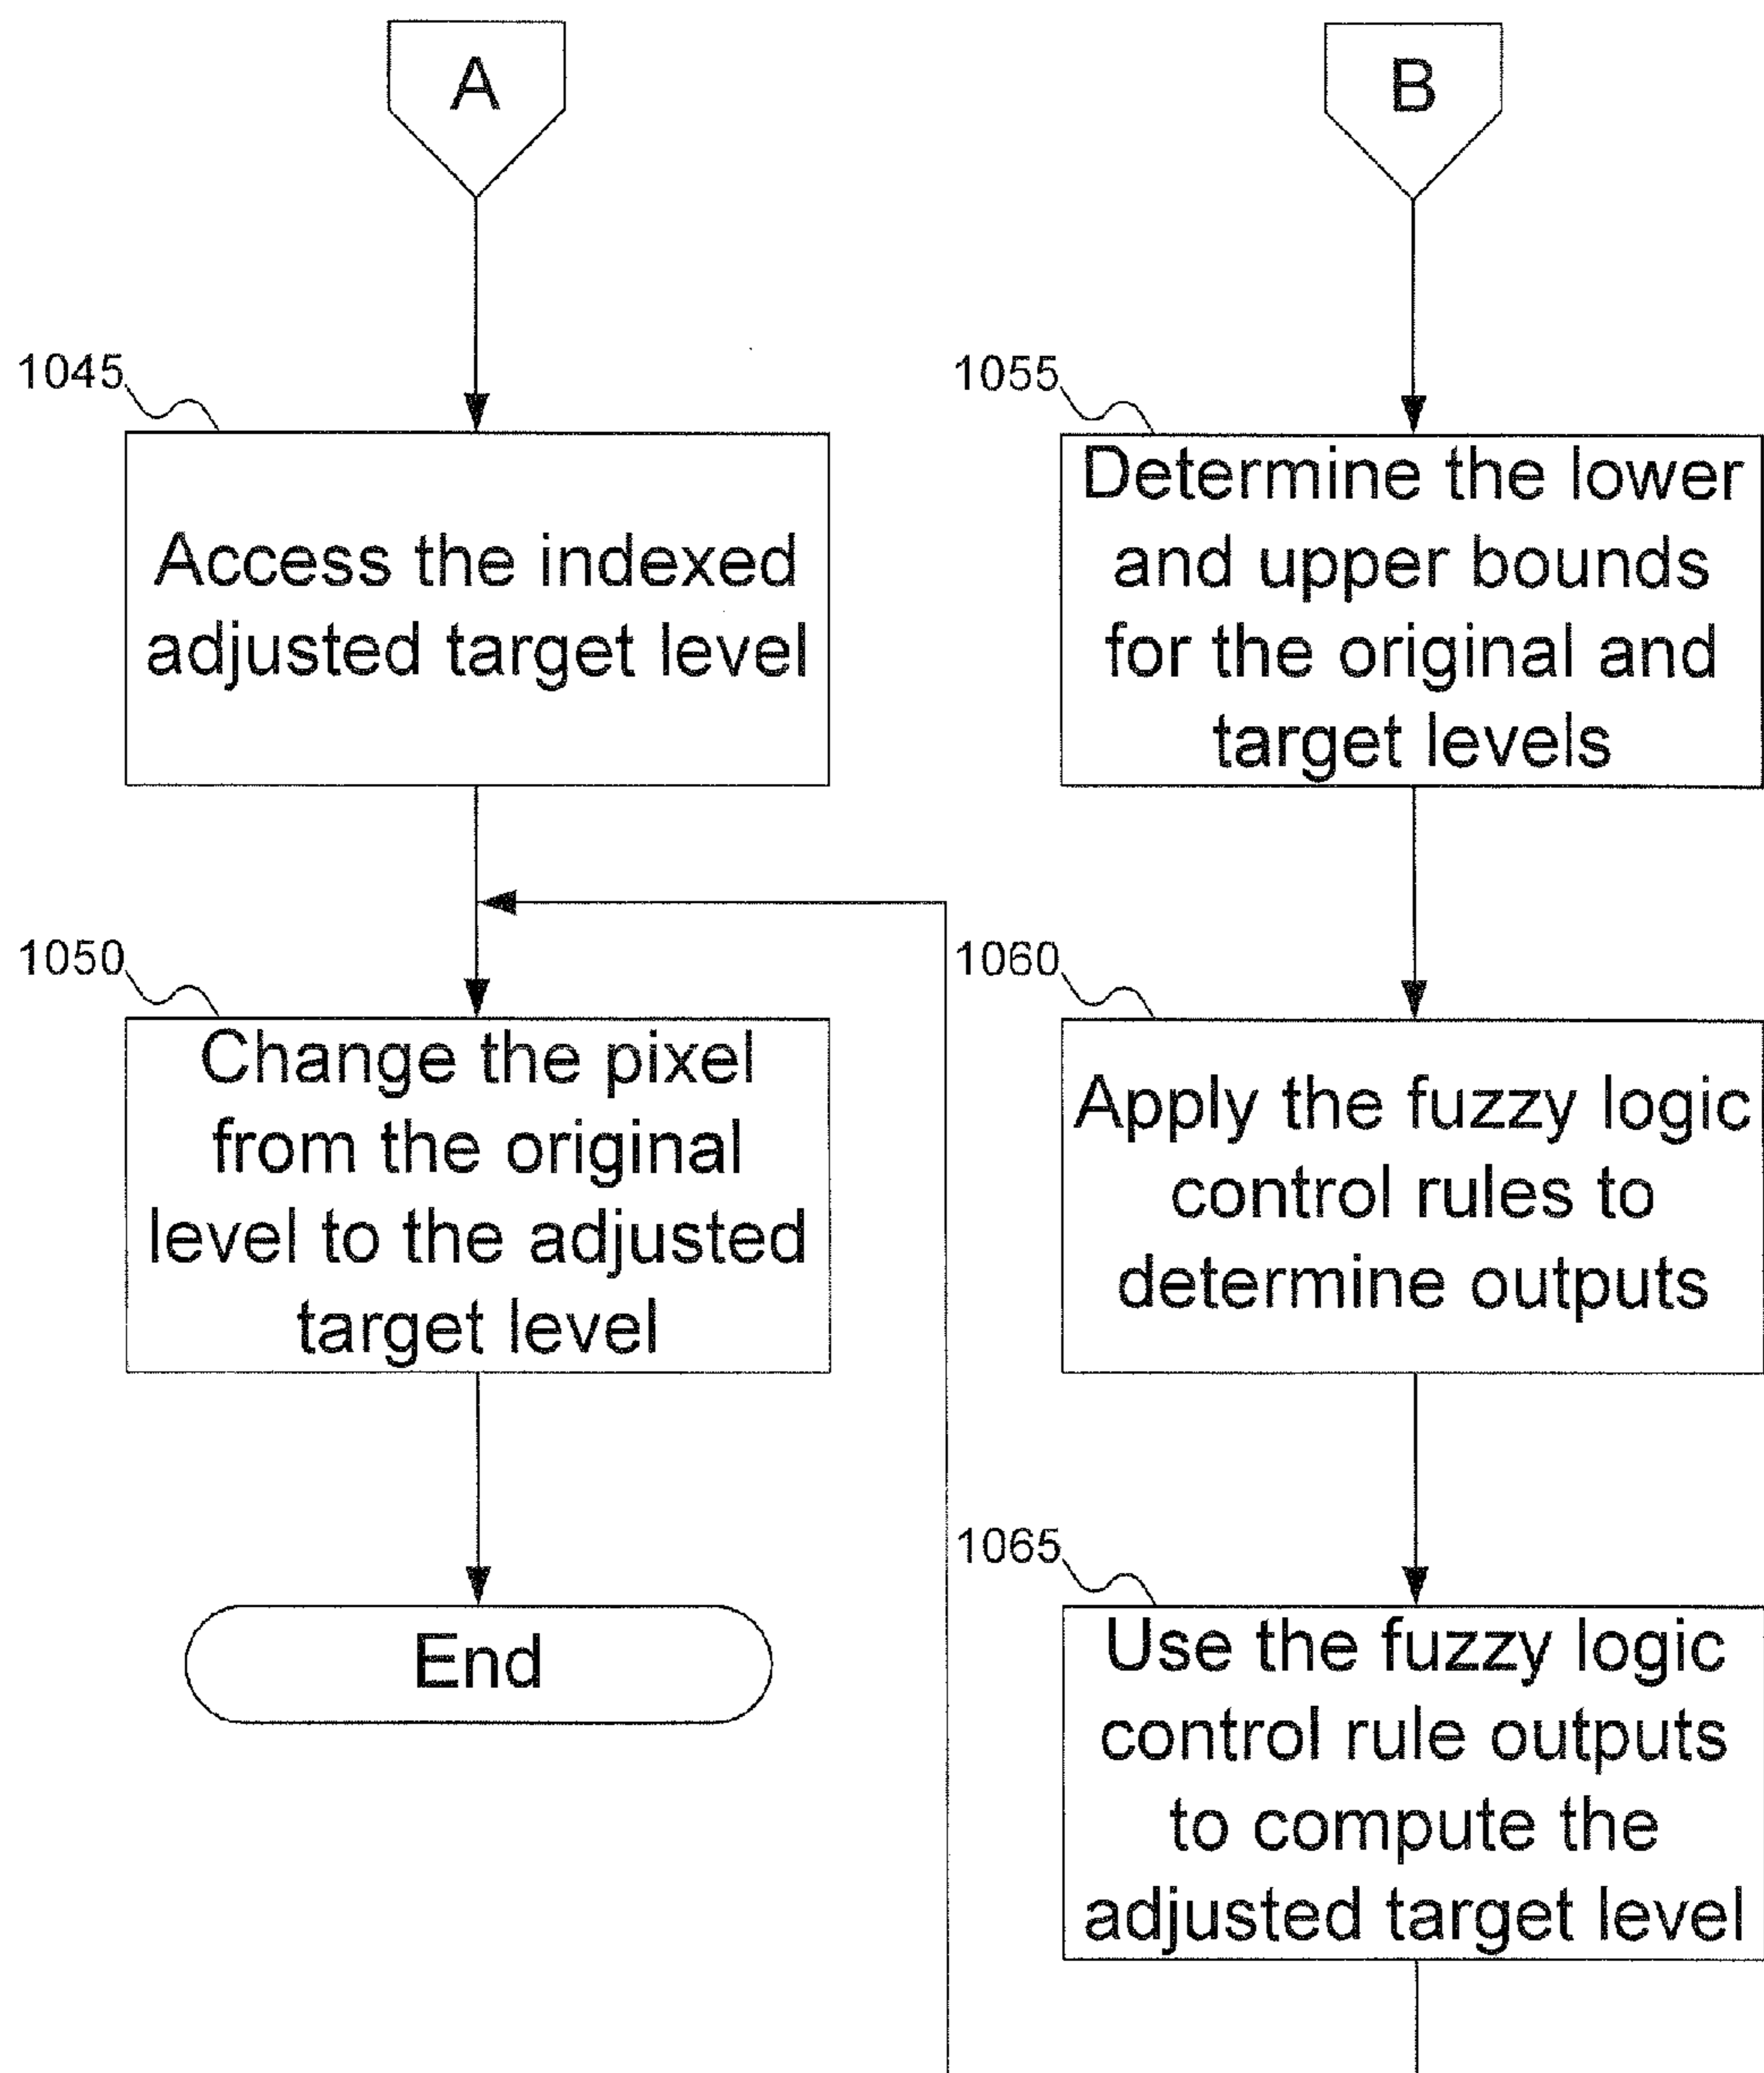 A
1045
Access the indexed
adjusted target level
1050
Change the pixel
from the original
level to the adjusted
target level
End
B
1055
Determine the lower
and upper bounds
for the original and
target levels
1060
Apply the fuzzy logic
control rules to
determine outputs
1065
Use the fuzzy logic
control rule outputs
to compute the
adjusted target level